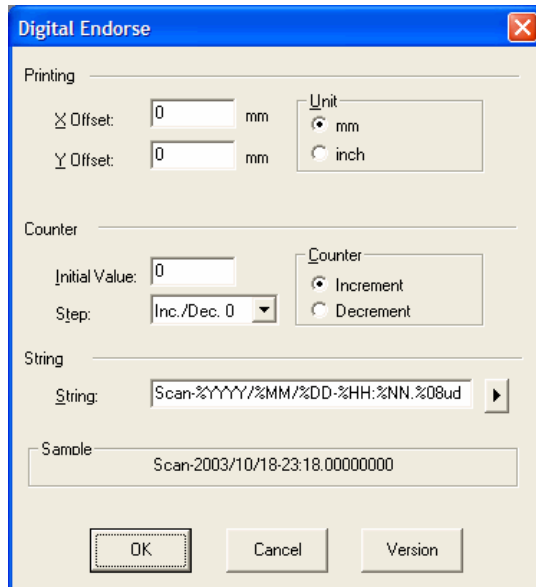 Digital Endorse
Printing
X Offset: 0 mm
Y Offset: 0 mm
Unit
mm
inch
Counter
Initial Value: 0
Step: Inc./Dec. 0
Counter
Increment
Decrement
String
String: Scan-%YYYY/%MM/%DD-%HH:%NN.%08ud
Sample
Scan-2003/10/18-23:18.00000000
OK Cancel Version